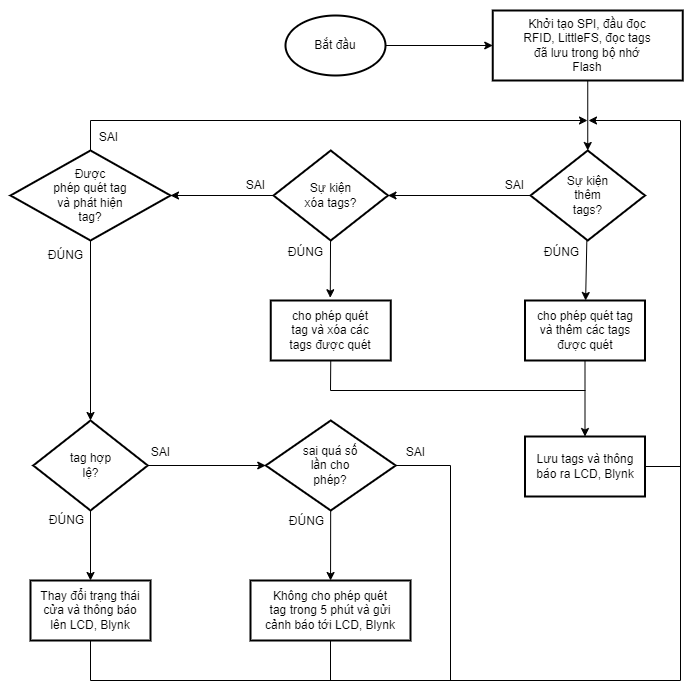 Bắt đầu
Khởi tạo SPI, đầu đọc
RFID, LittleFS, đọc tags
đã lưu trong bộ nhớ
Flash
SAI
Được
phép quét tag
và phát hiện
tag?
SAI
Sự kiện
xóa tags?
SAI
Sự kiện
thêm
tags?
ĐÚNG
ĐÚNG
ĐÚNG
cho phép quét
tag và xóa các
tags được quét
cho phép quét tag
và thêm các tags
được quét
tag hợp
lệ?
SAI
sai quá số
lần cho
phép?
SAI
Lưu tags và thông
báo ra LCD, Blynk
ĐÚNG
ĐÚNG
Thay đổi trạng thái
cửa và thông báo
lên LCD, Blynk
Không cho phép quét
tag trong 5 phút và gửi
cảnh báo tới LCD, Blynk